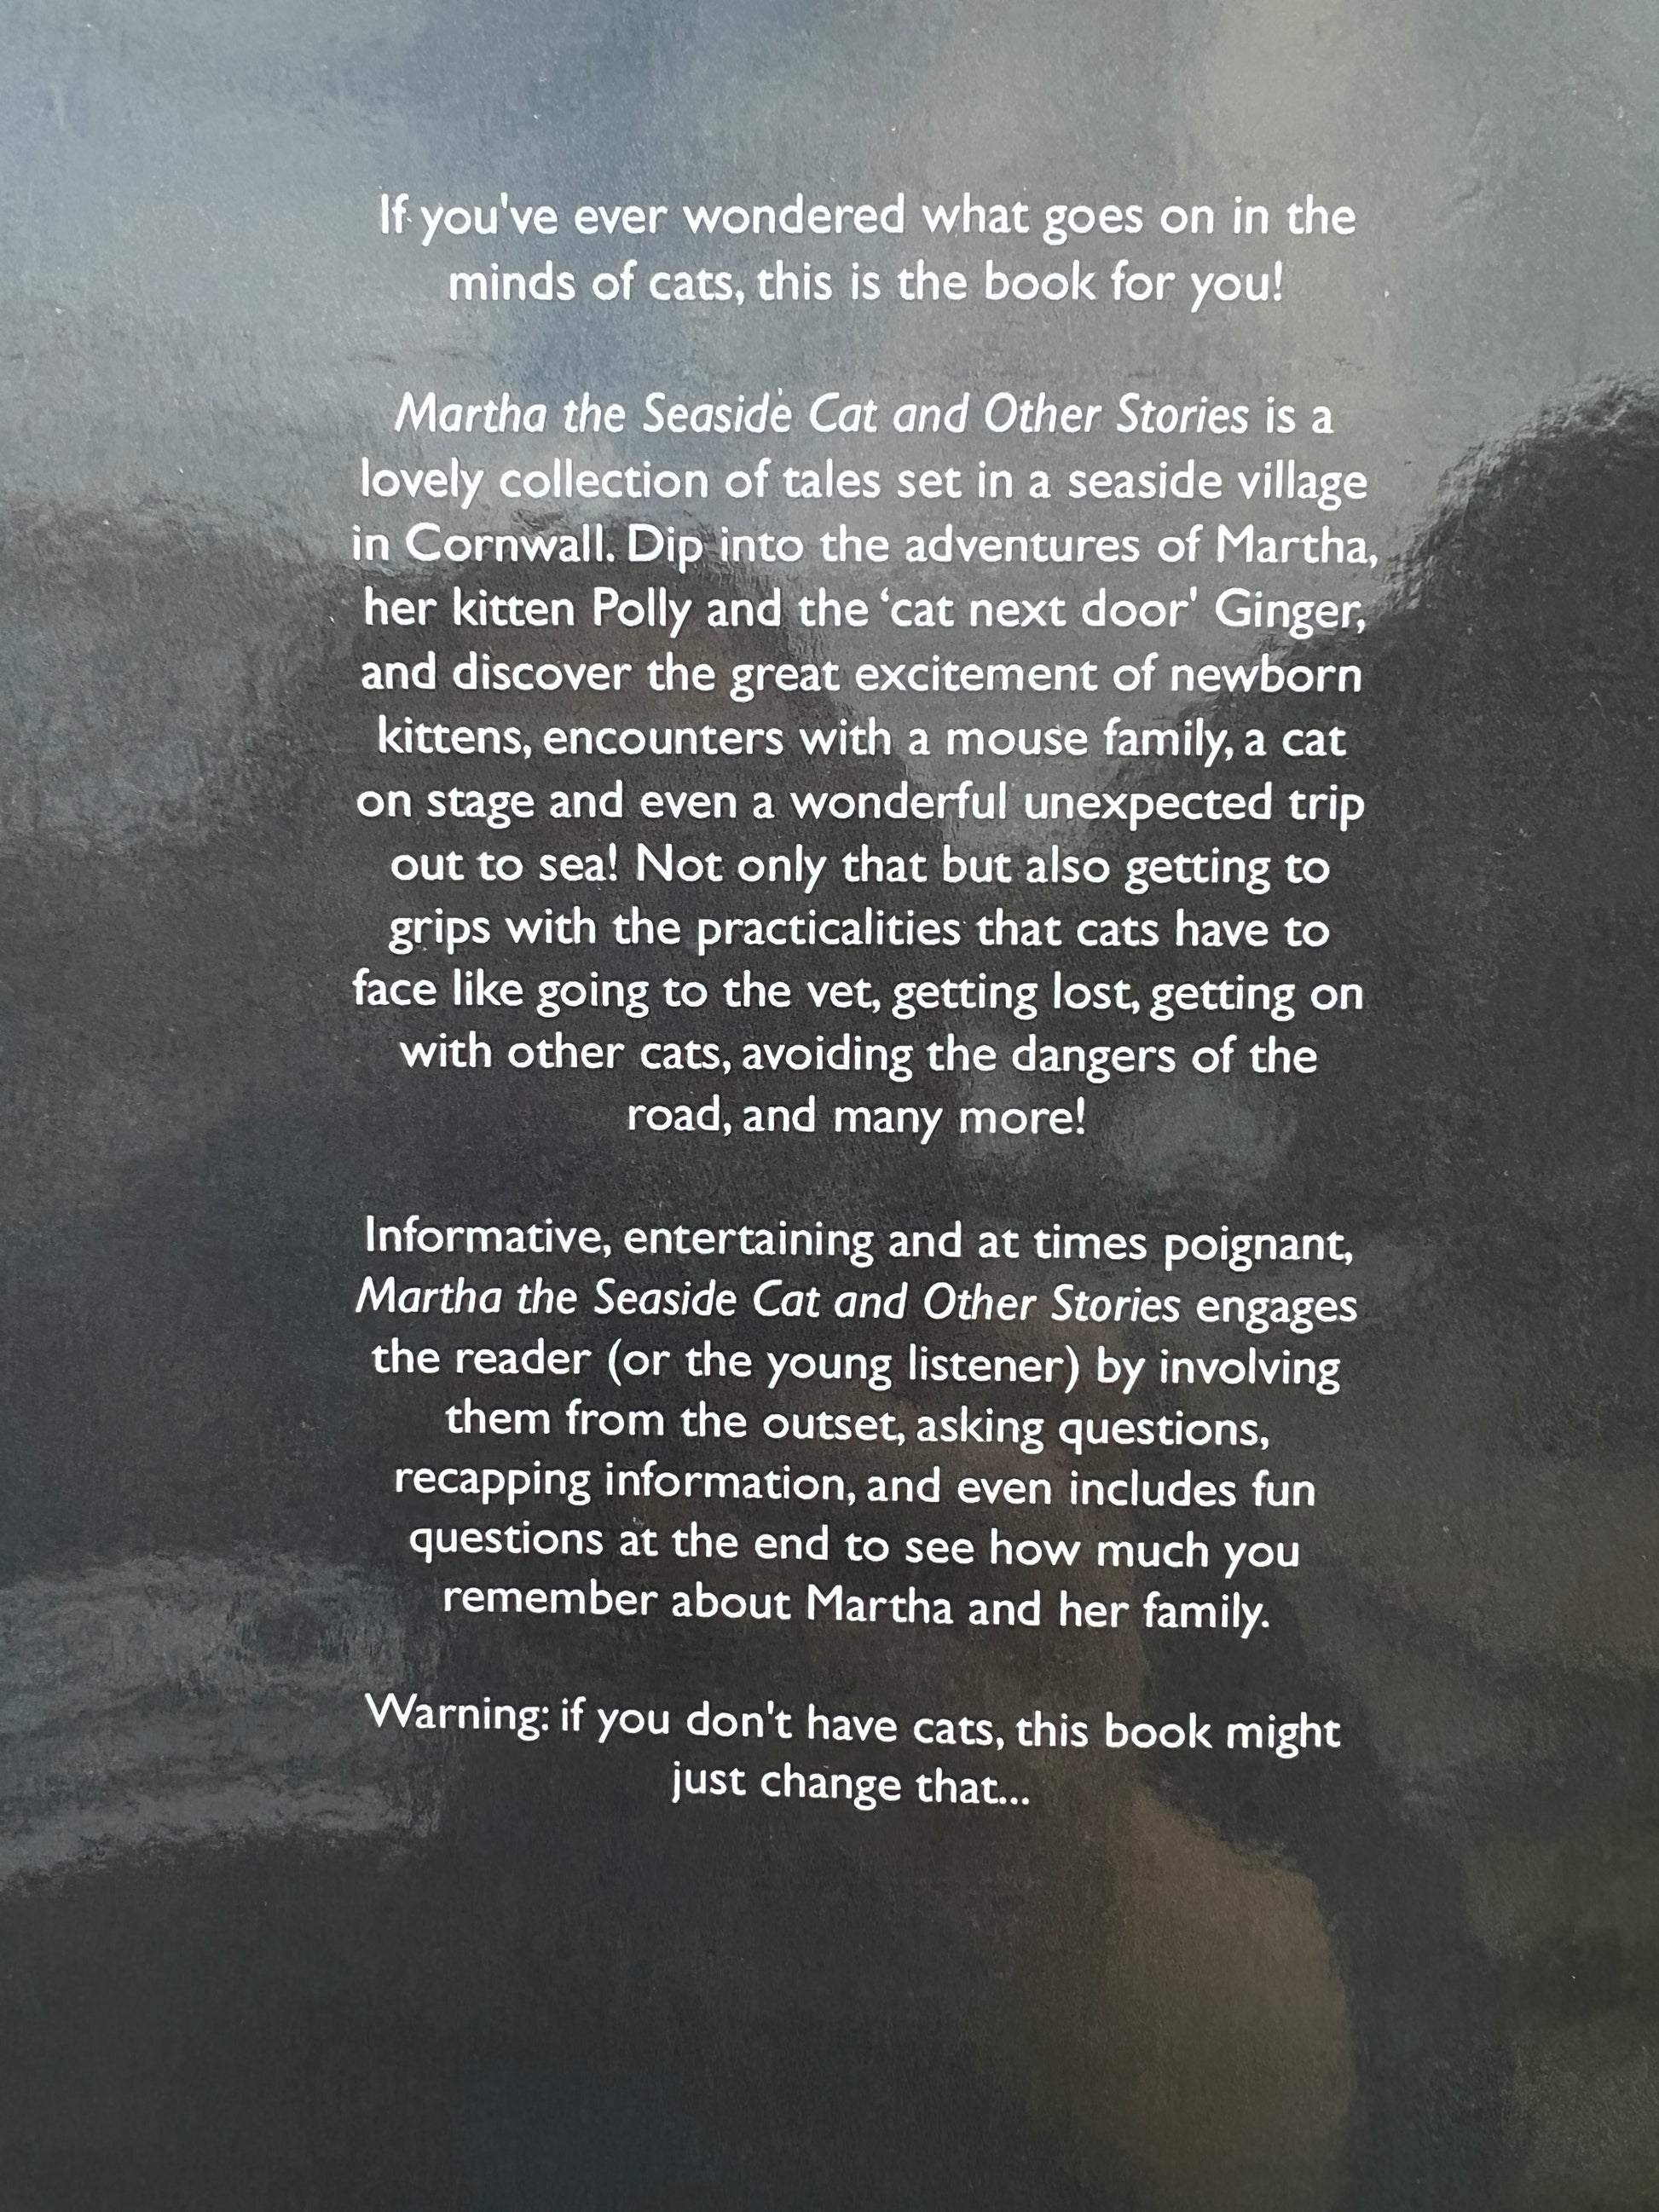 If you've ever wondered what goes on in the
minds of cats, this is the book for you!
Martha the Seaside Cat and Other Stories is a
lovely collection of tales set in a seaside village
in Cornwall. Dip into the adventures of Martha,
her kitten Polly and the ‘cat next door' Ginger,
and discover the great excitement of newborn
kittens, encounters with a mouse family, a cat
on stage and even a wonderful unexpected trip
out to sea! Not only that but also getting to
grips with the practicalities that cats have to
face like going to the vet, getting lost, getting on
with other cats, avoiding the dangers of the
road, and many more!
Informative, entertaining and at times poignant,
Martha the Seaside Cat and Other Stories engages
the reader (or the young listener) by involving
them from the outset, asking questions,
recapping information, and even includes fun
questions at the end to see how much you
remember about Martha and her family.
Warning: if you don't have cats, this book might
just change that...